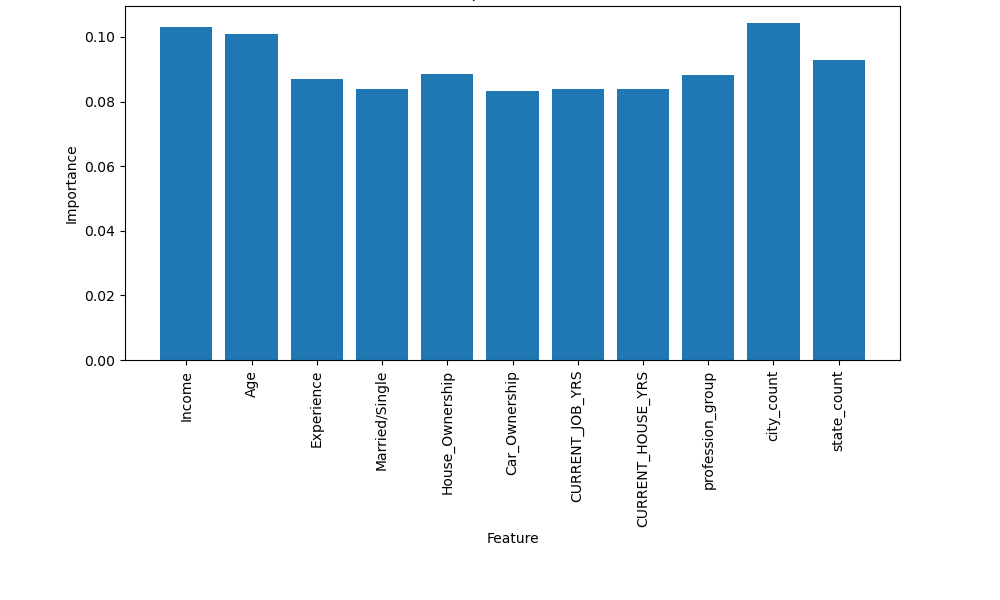 0.10
0.08
0.06
0.04
0.02
0.00
Importance
Income
Age
Experience
Married/Single
House_Ownership
Car_Ownership
CURRENT_JOB_YRS
CURRENT_HOUSE_YRS
profession_group
city_count
state_count
Feature